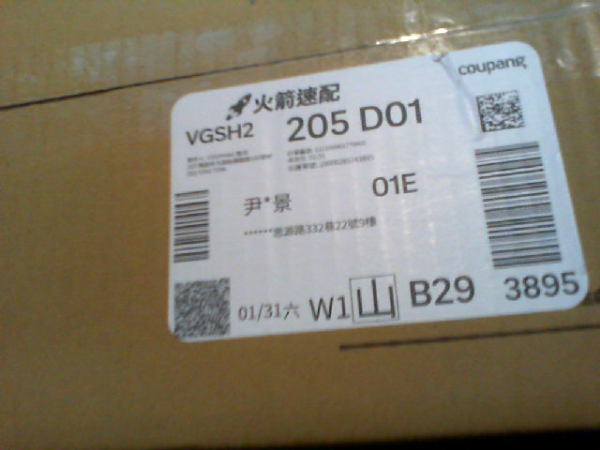 coupang
火箭速配
VGSH2
205 D01
尹*景
01E
******思源路332巷22號9樓
01/31六
W1
山
B29
3895